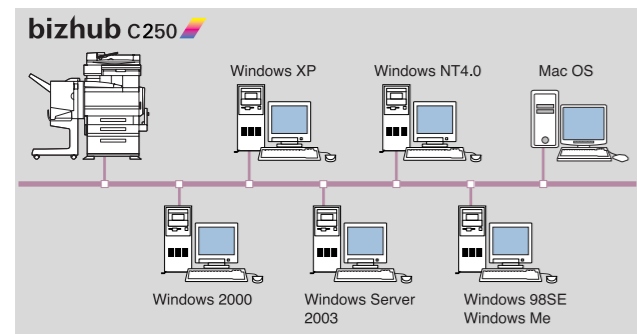 bizhub C250
Windows XP
Windows NT4.0
Mac OS
Windows 2000
Windows Server
2003
Windows 98SE
Windows Me